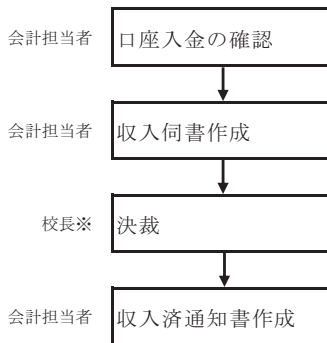 会計担当者 口座入金の確認
会計担当者 収入伺書作成
校長※ 決裁
会計担当者 収入済通知書作成